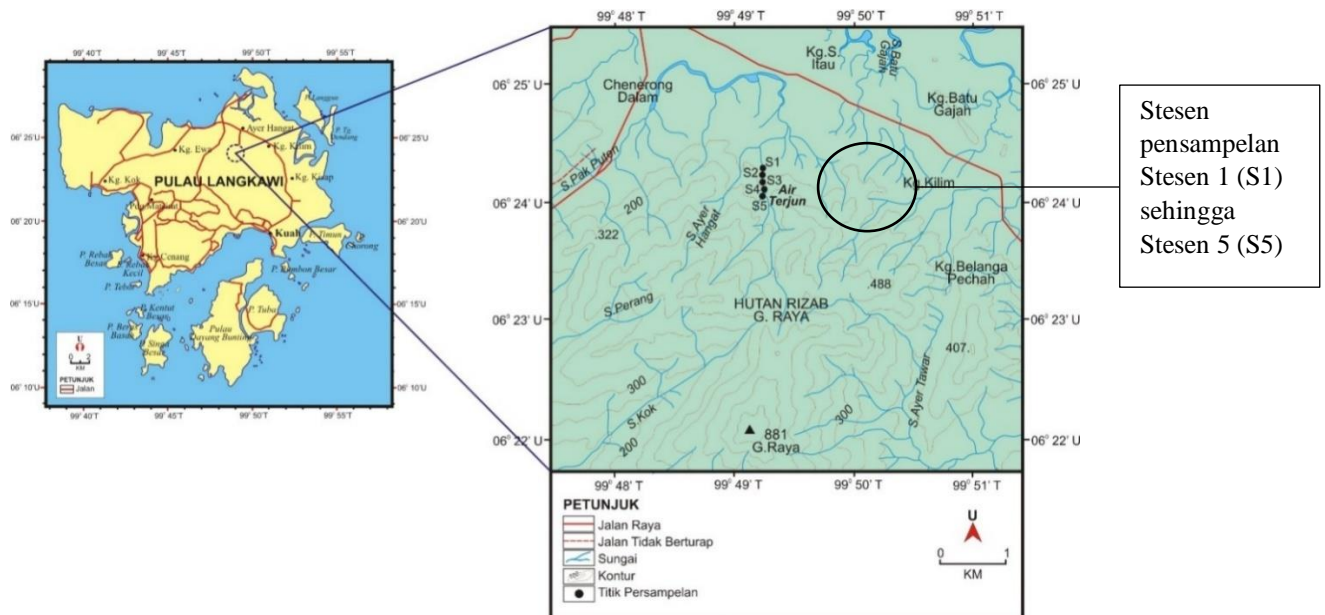 99° 40'T
99° 45'T
99° 50'T
99° 55'T
06° 25'U
06° 20'U
06° 15'U
06° 10'U
06° 25'U
06° 20'U
06° 15'U
06° 10'U
Ayer Hangat
Kg. Ewa
Kg. Kilim
Kg. Kok
PULAU LANGKAWI
Kg. Kisap
Kuah
P. Timun
P. Rebak
Besar
P. Rebak
Kecil
Kg. Cenang
P. Tepor
P. Bumbon Besar
P. Kentut
Besar
P. Tuba
P. Beras
Basah
P. Singa
Besar
Pulau
Dayang Bunting
U
0 2
KM
PETUNJUK
Jalan
99° 40'T
99° 45'T
99° 50'T
99° 55'T
99° 48' T
99° 49' T
99° 50' T
99° 51' T
06° 25' U
06° 24' U
06° 23' U
06° 22' U
Kg.S.
Itau
S.Batu
Gajah
Chenerong
Dalam
Kg.Batu
Gajah
S.Pak Puteh
S1
S2
S3
S4
S5
Air
Terjun
Kg.Kilim
200
.322
S.Ayer
Hangat
Kg.Belanga
Pechah
.488
S.Perang
HUTAN RIZAB
G. RAYA
407.
300
S.Kok
200
300
S.Ayer Tawar
881
G.Raya
06° 25' U
06° 24' U
06° 23' U
06° 22' U
99° 48' T
99° 49' T
99° 50' T
99° 51' T
PETUNJUK
Jalan Raya
Jalan Tidak Berturap
Sungai
Kontur
Titik Persampelan
U
0 1
KM
Stesen
pensampelan
Stesen 1 (S1)
sehingga
Stesen 5 (S5)